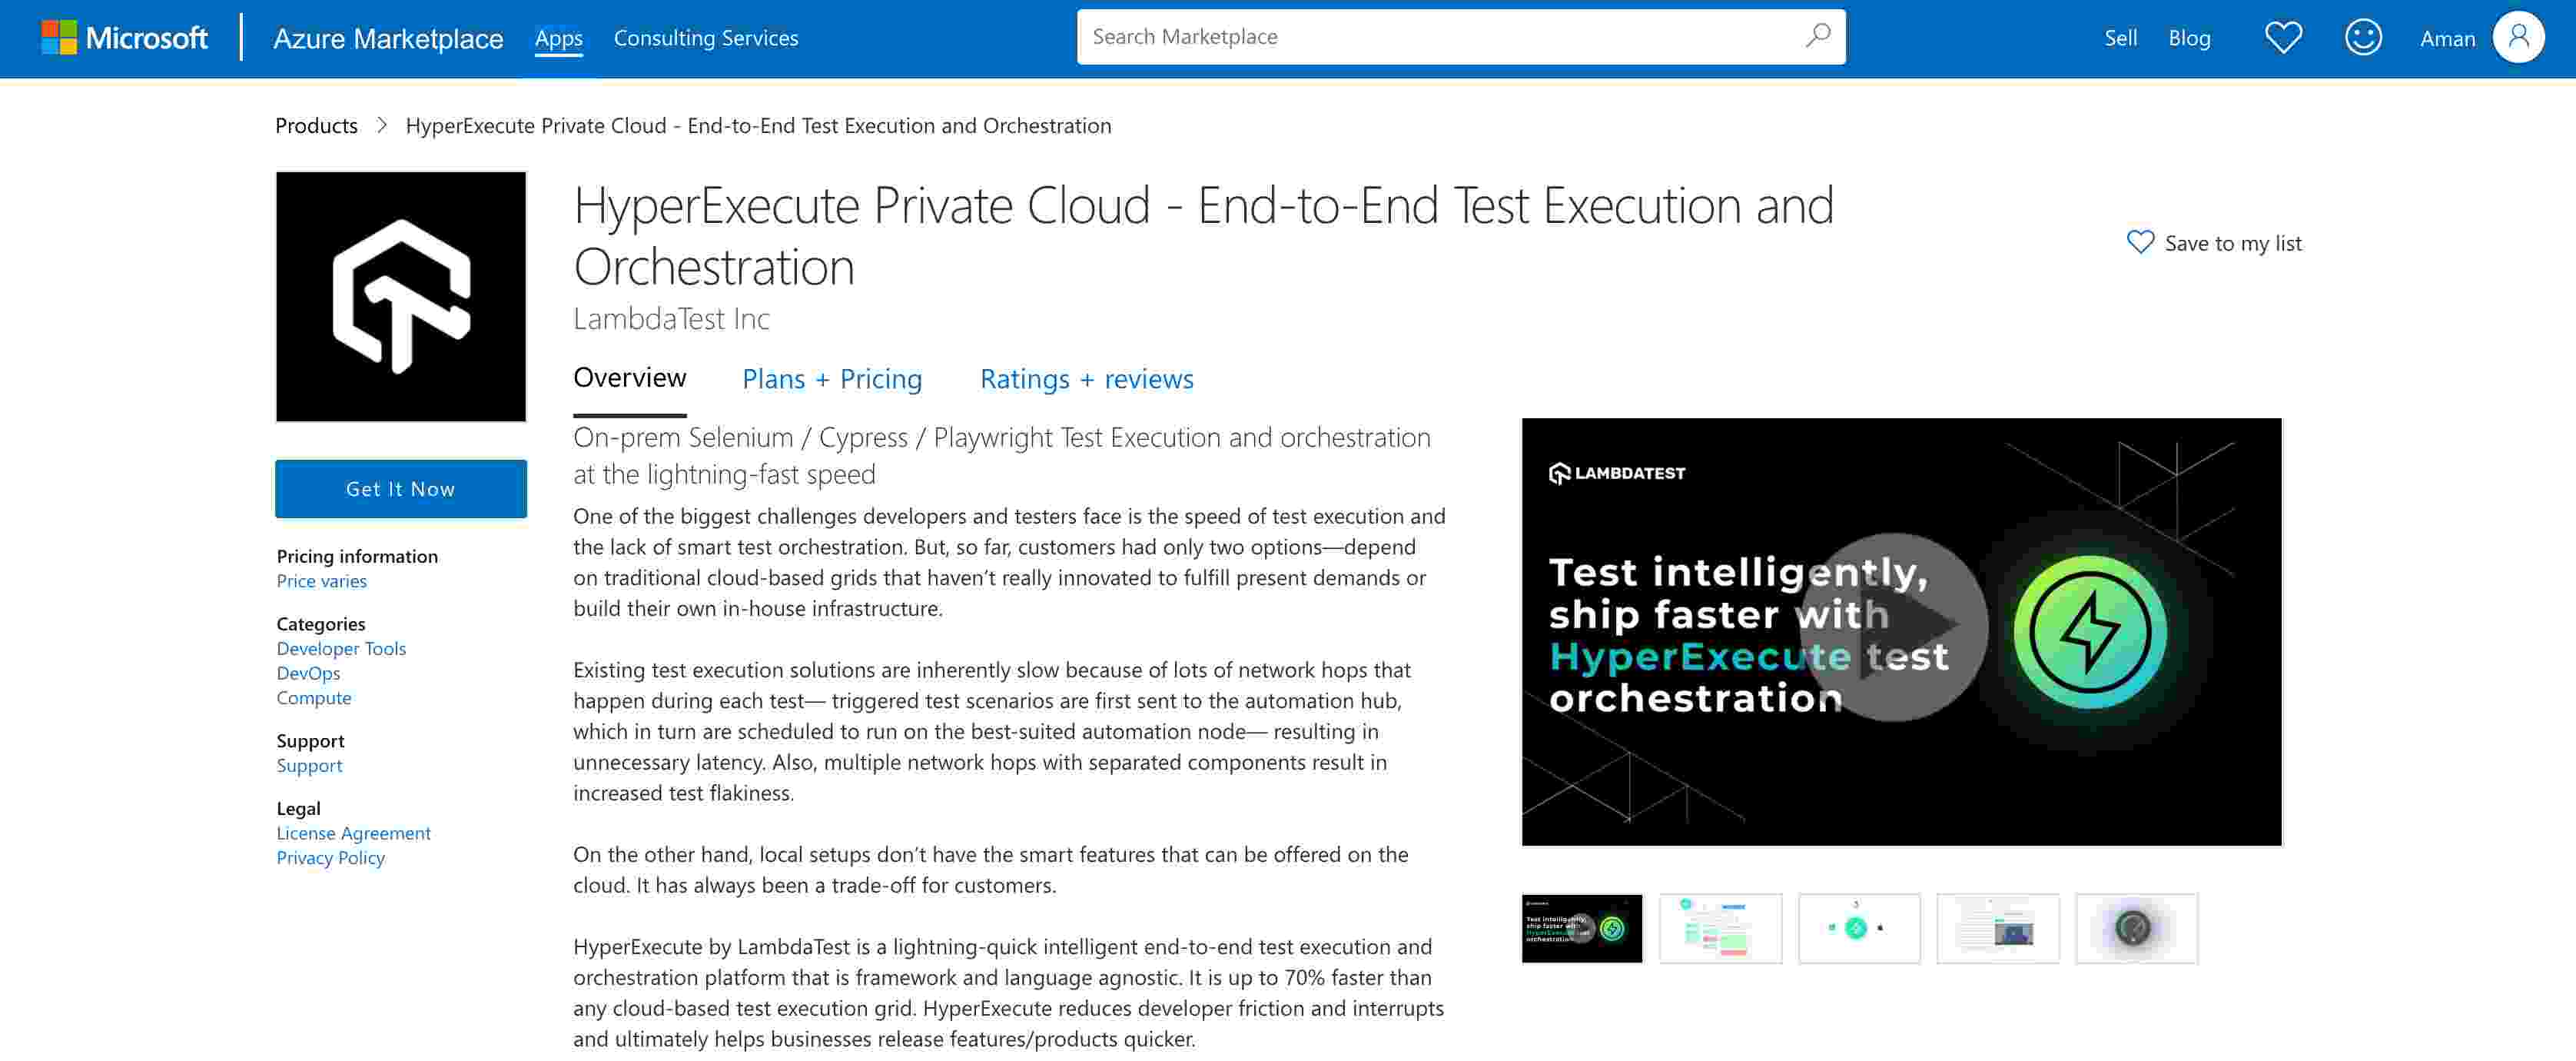 Microsoft
Azure Marketplace
Apps
Consulting Services
Search Marketplace
Sell
Blog
Aman
Products > HyperExecute Private Cloud - End-to-End Test Execution and Orchestration
HyperExecute Private Cloud - End-to-End Test Execution and
Orchestration
LambdaTest Inc
Save to my list
Overview
Plans + Pricing
Ratings + reviews
Get It Now
Pricing information
Price varies
Categories
Developer Tools
DevOps
Compute
Support
Support
Legal
License Agreement
Privacy Policy
On-prem Selenium / Cypress / Playwright Test Execution and orchestration
at the lightning-fast speed
One of the biggest challenges developers and testers face is the speed of test execution and
the lack of smart test orchestration. But, so far, customers had only two options—depend
on traditional cloud-based grids that haven’t really innovated to fulfill present demands or
build their own in-house infrastructure.
Existing test execution solutions are inherently slow because of lots of network hops that
happen during each test— triggered test scenarios are first sent to the automation hub,
which in turn are scheduled to run on the best-suited automation node— resulting in
unnecessary latency. Also, multiple network hops with separated components result in
increased test flakiness.
On the other hand, local setups don’t have the smart features that can be offered on the
cloud. It has always been a trade-off for customers.
HyperExecute by LambdaTest is a lightning-quick intelligent end-to-end test execution and
orchestration platform that is framework and language agnostic. It is up to 70% faster than
any cloud-based test execution grid. HyperExecute reduces developer friction and interrupts
and ultimately helps businesses release features/products quicker.
LAMBDATEST
Test intelligently,
ship faster with
HyperExecute test
orchestration
Test intelligently,
ship faster with
HyperExecute test
orchestration